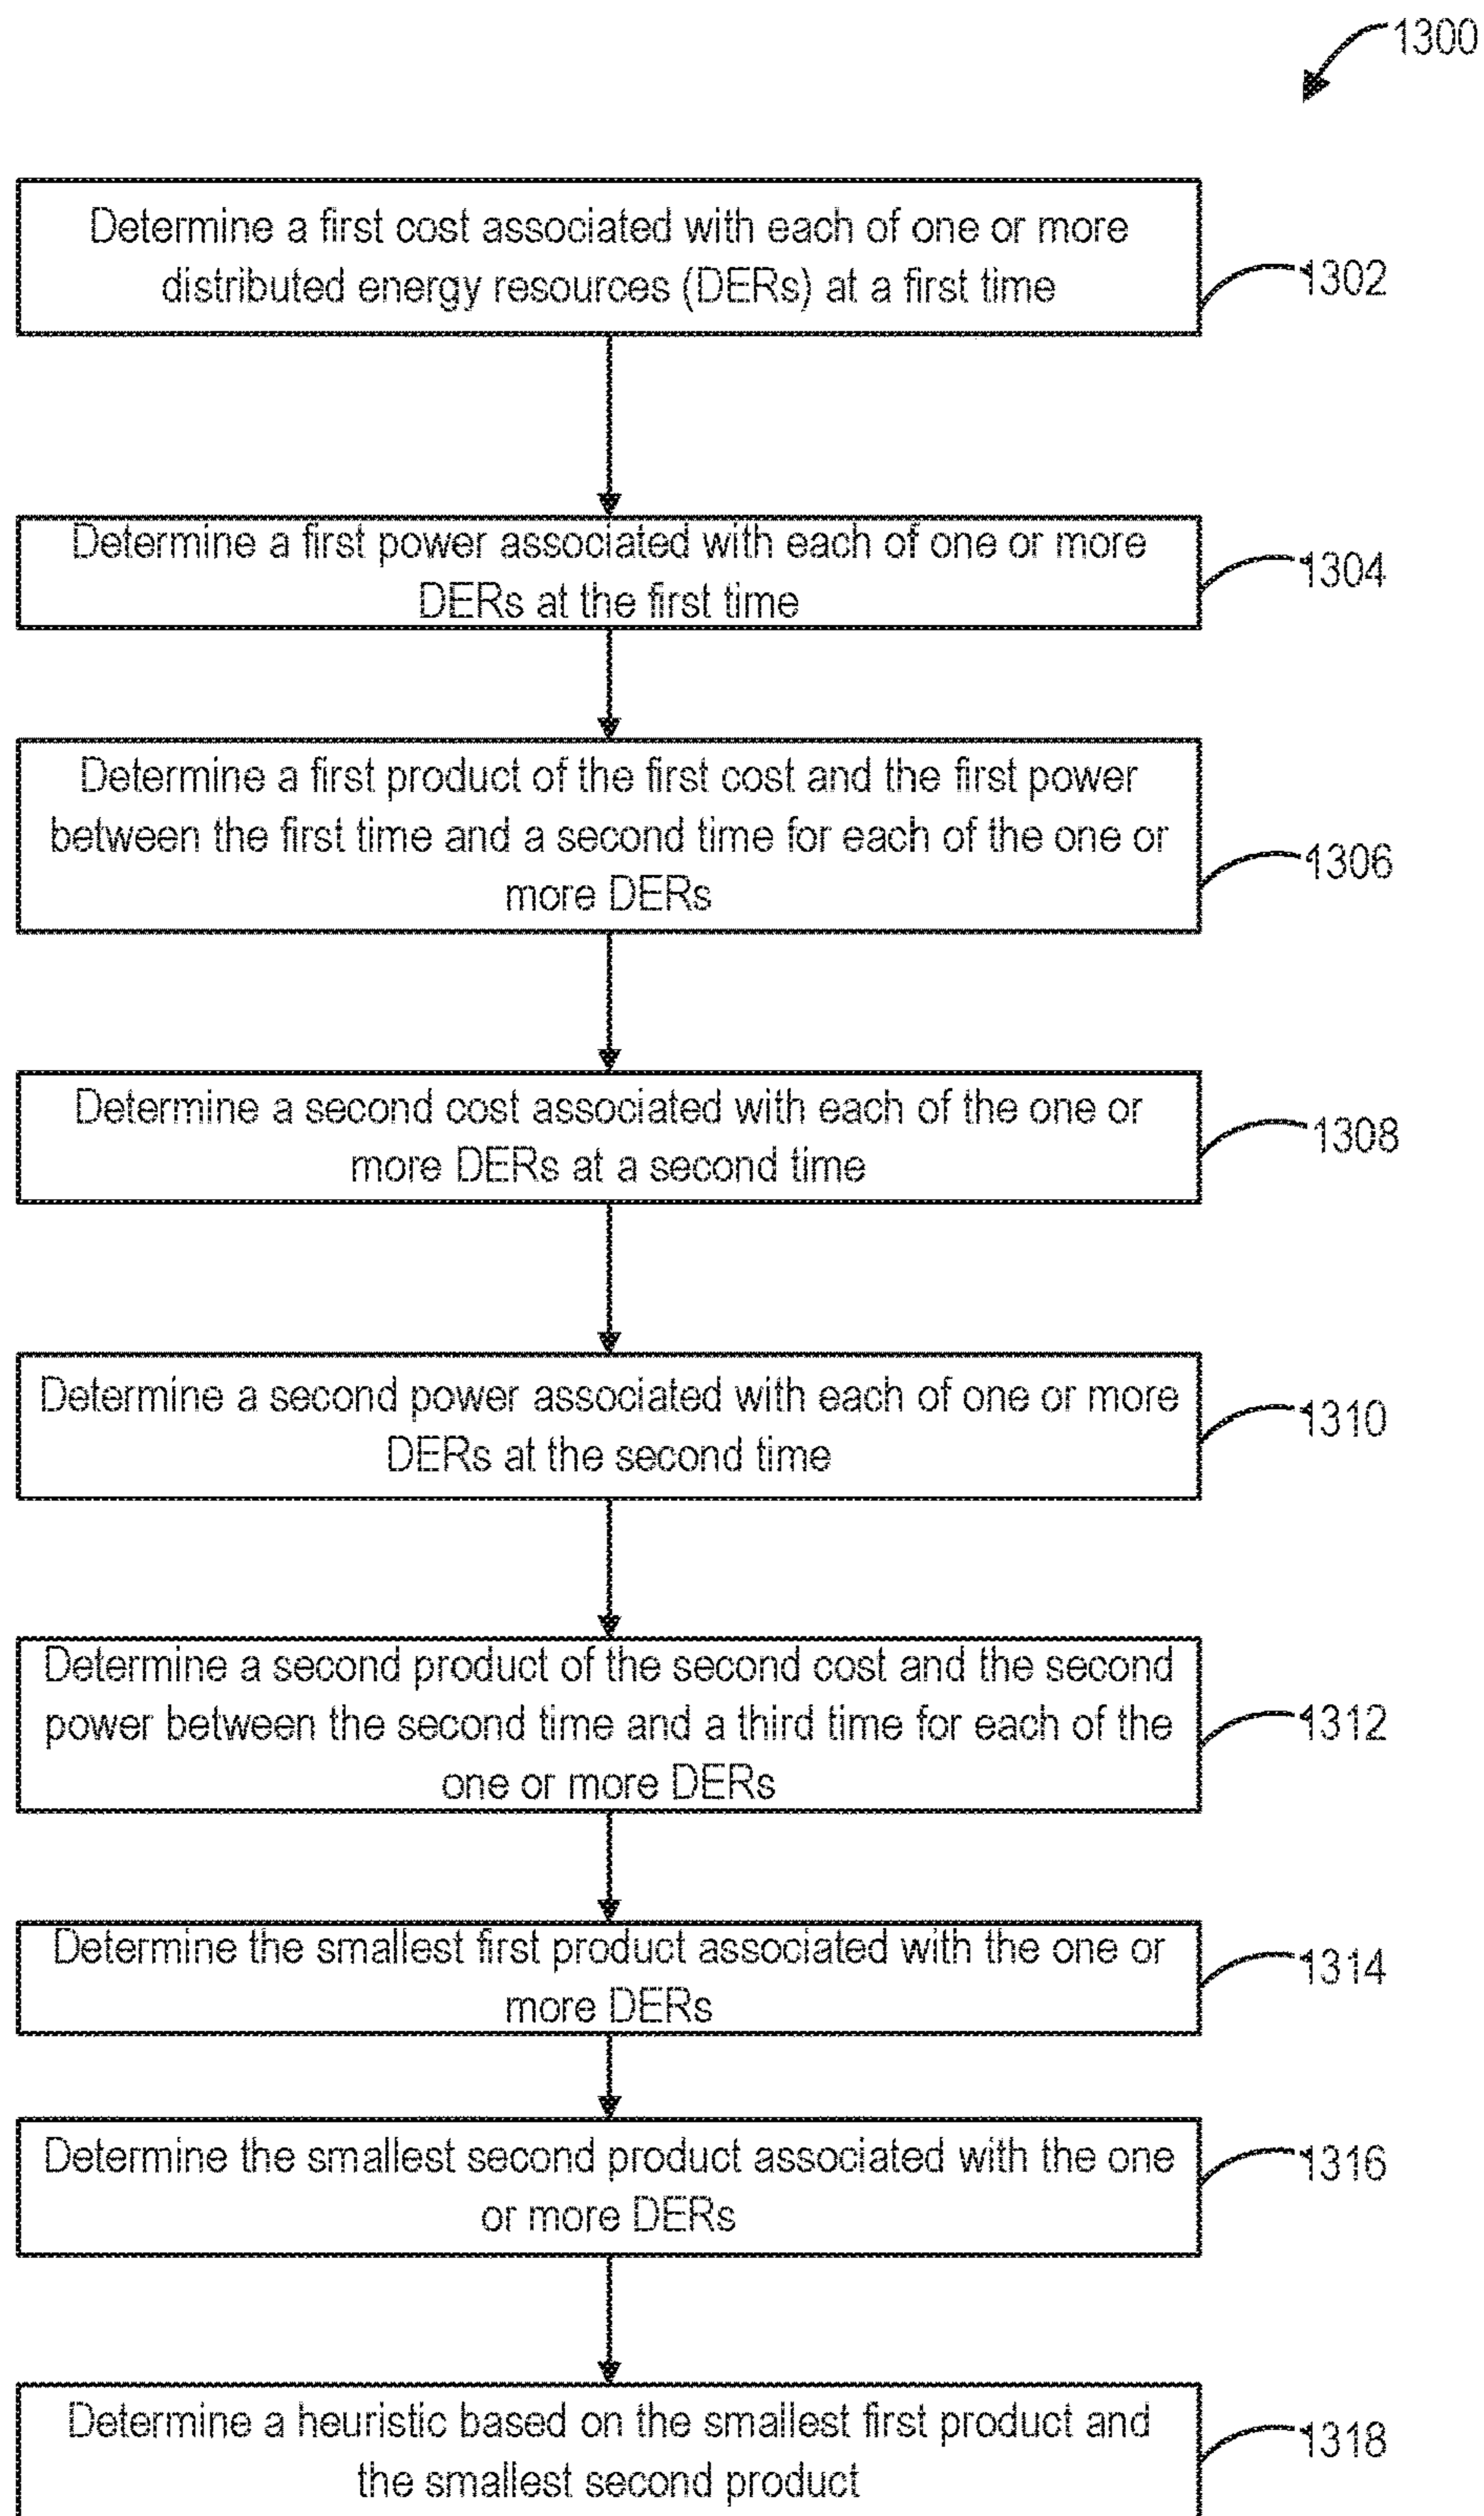 1300
Determine a first cost associated with each of one or more
distributed energy resources (DERs) at a first time
1302
Determine a first power associated with each of one or more
DERs at the first time
1304
Determine a first product of the first cost and the first power
between the first time and a second time for each of the one or
more DERs
1306
Determine a second cost associated with each of the one or
more DERs at a second time
1308
Determine a second power associated with each of one or more
DERs at the second time
1310
Determine a second product of the second cost and the second
power between the second time and a third time for each of the
one or more DERs
1312
Determine the smallest first product associated with the one or
more DERs
1314
Determine the smallest second product associated with the one
or more DERs
1316
Determine a heuristic based on the smallest first product and
the smallest second product
1318